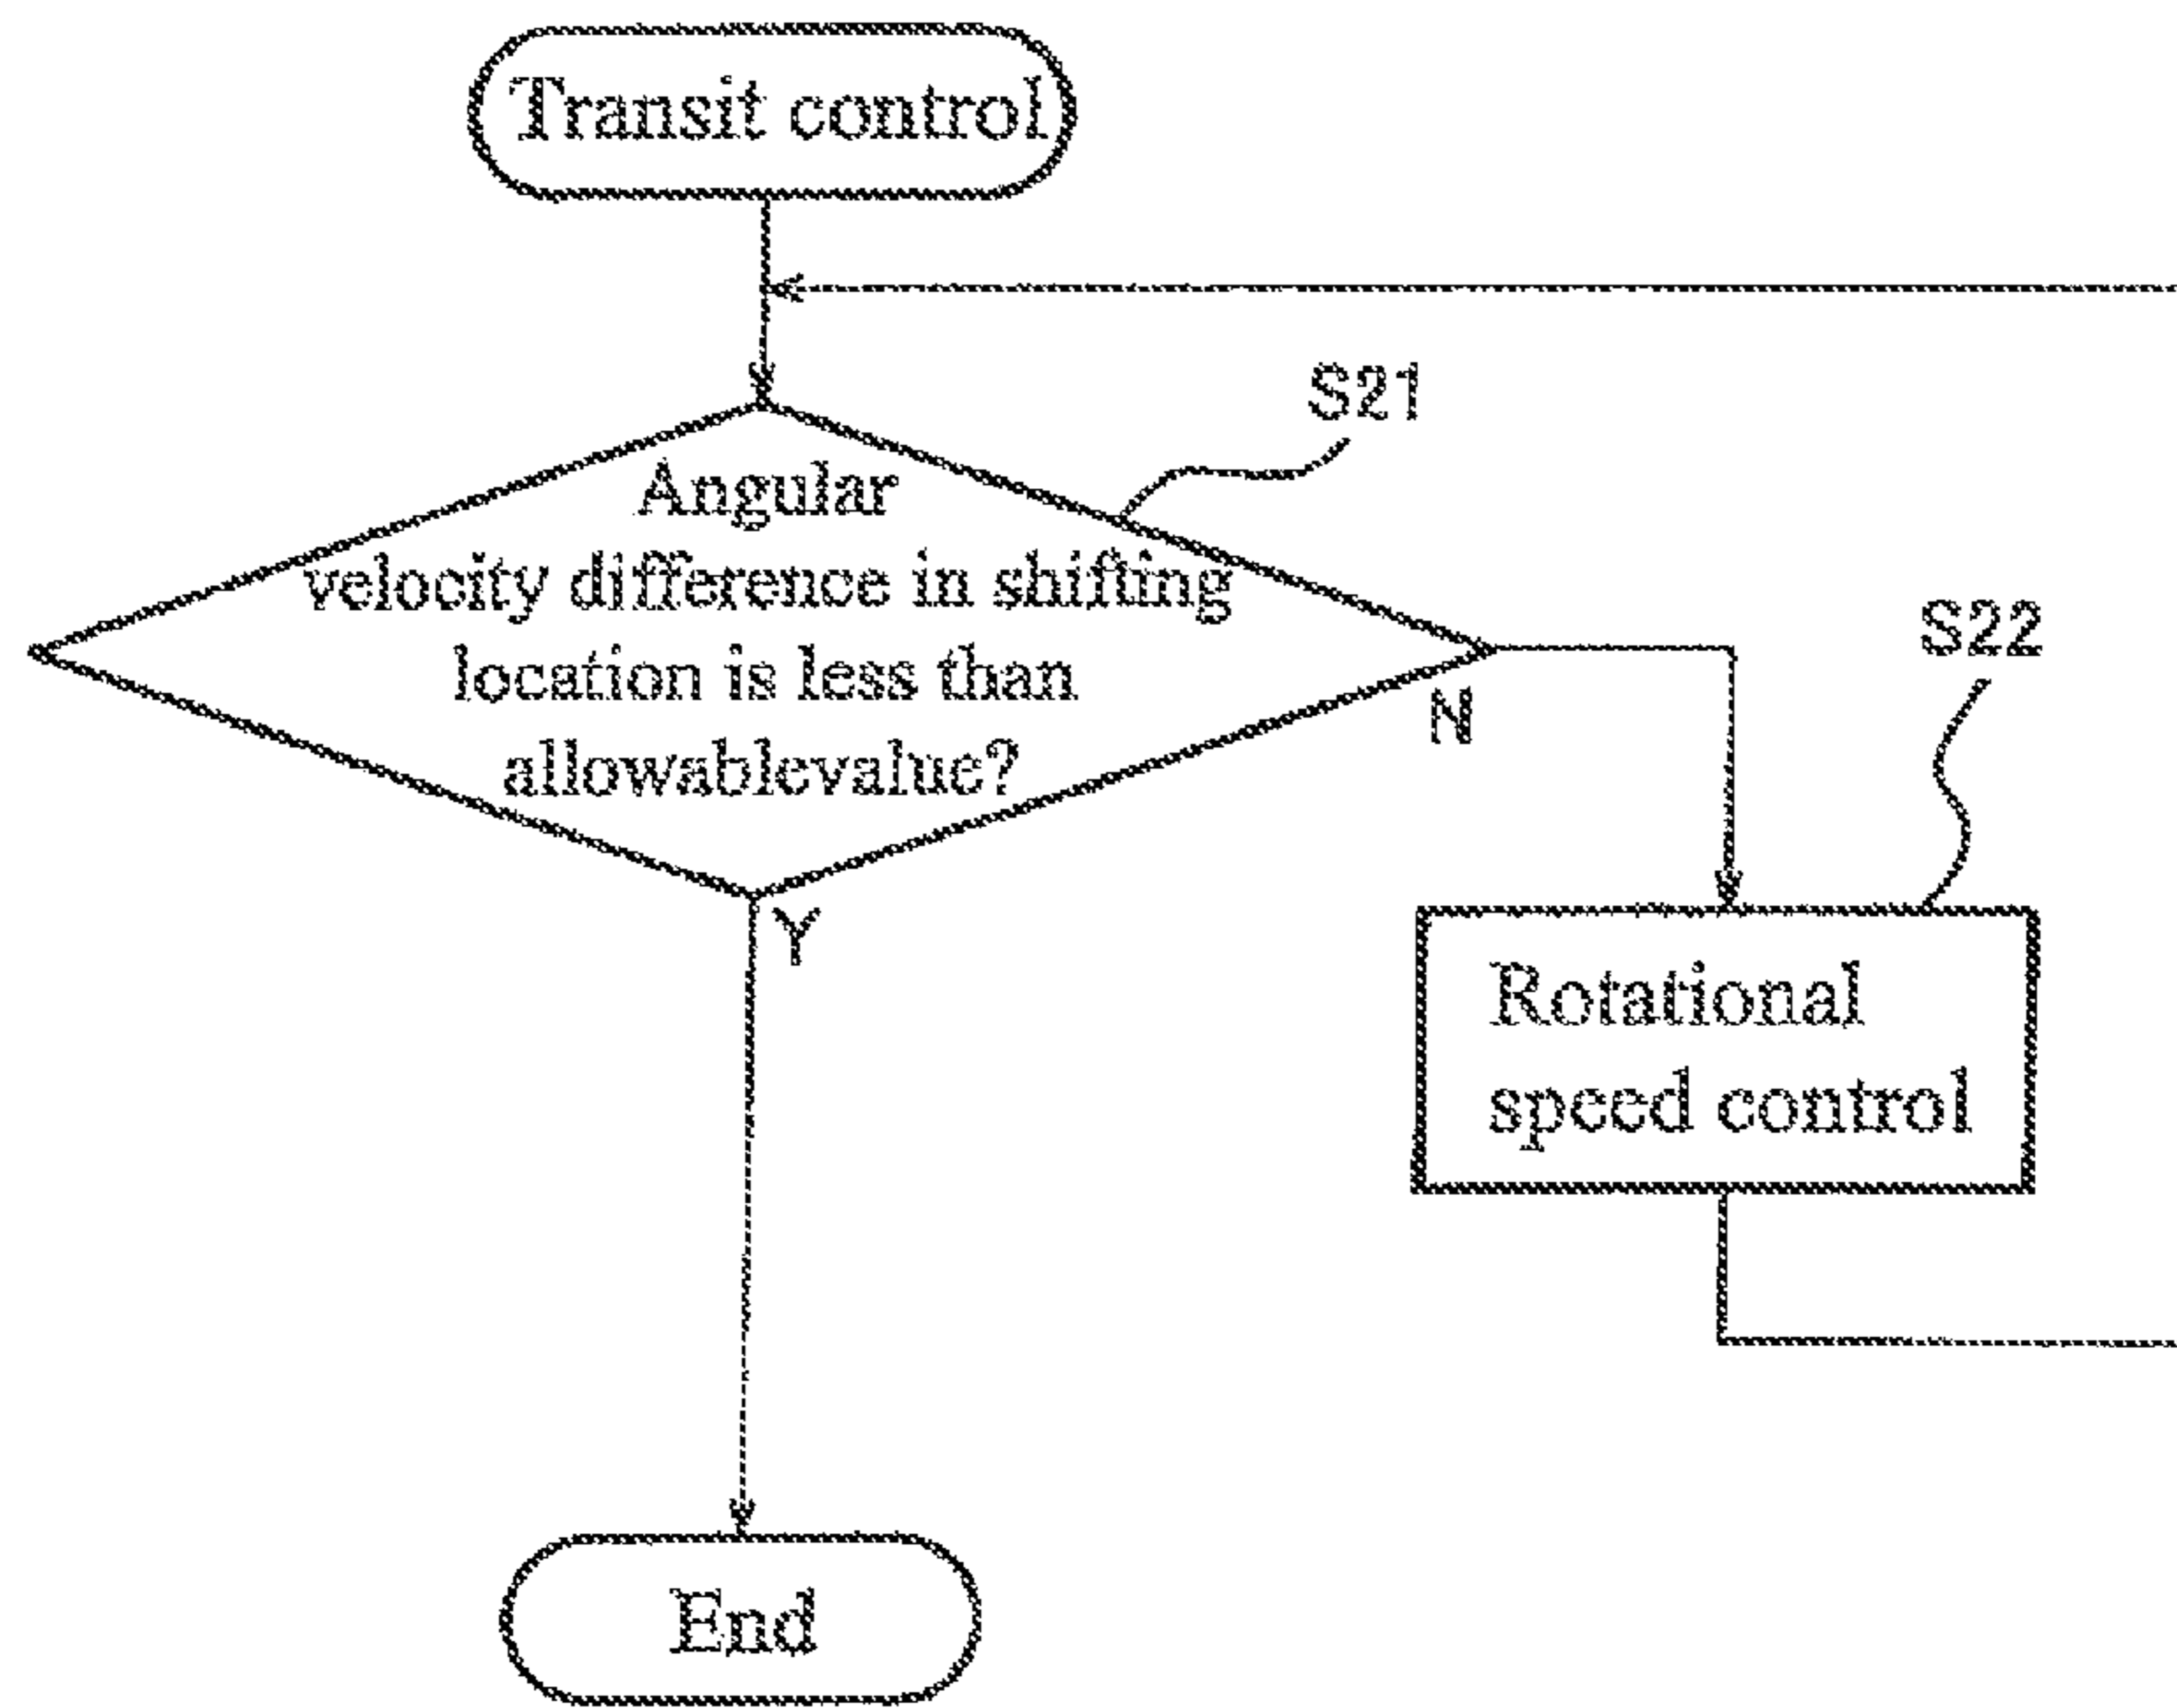 Transit control
S21
Angular
velocity difference in shifting
location is less than
allowablevalue?
N
Y
S22
Rotational
speed control
End